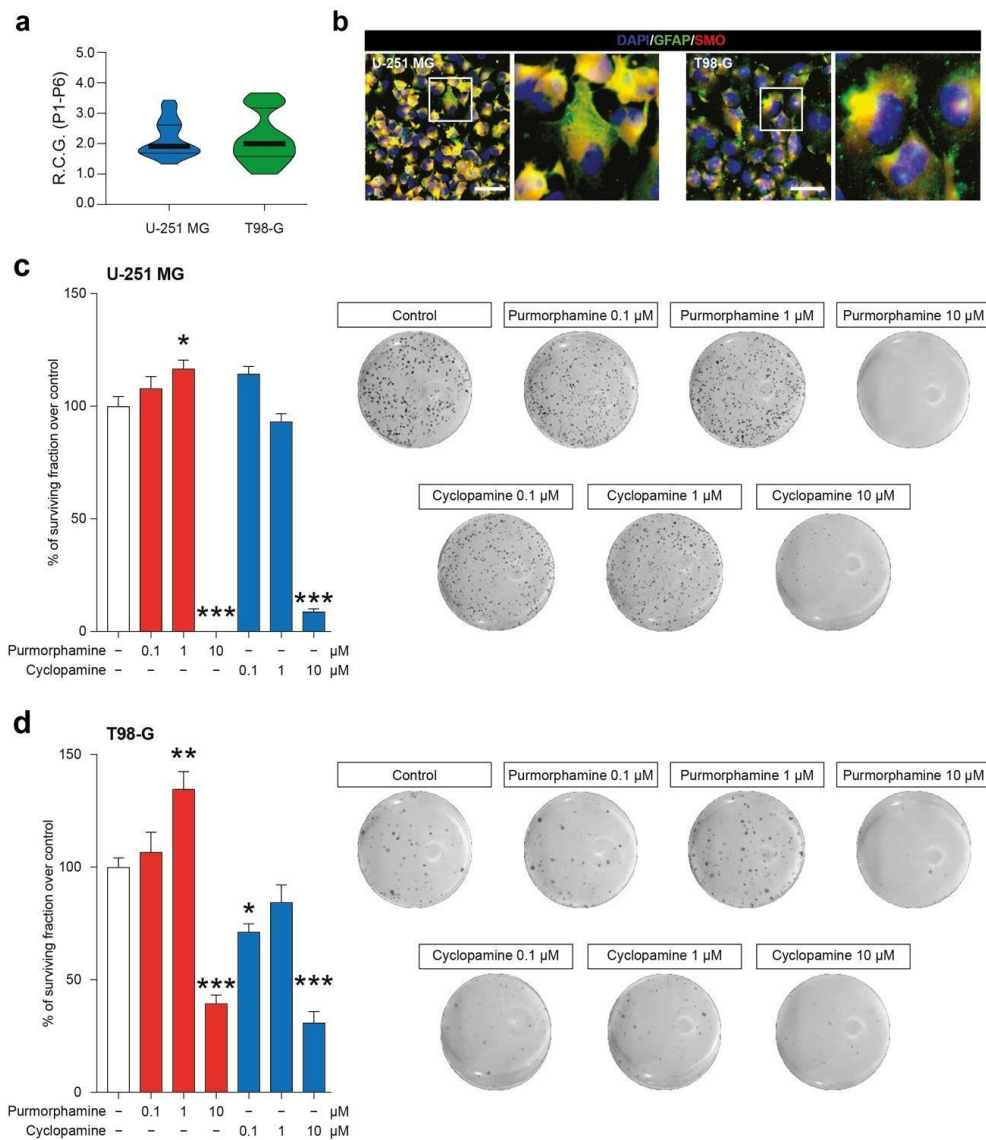 a
R.C.G. (P1-P6)
5.0
4.0
3.0
2.0
1.0
0.0
U-251 MG
T98-G
b
DAPI/GFAP/SMO
U-251 MG
T98-G
c
U-251 MG
% of surviving fraction over control
150
100
50
0
*
***
***
Purmorphamine – 0.1 1 10 – – – μM
Cyclopamine – – – – 0.1 1 10 μM
Control
Purmorphamine 0.1 μM
Purmorphamine 1 μM
Purmorphamine 10 μM
Cyclopamine 0.1 μM
Cyclopamine 1 μM
Cyclopamine 10 μM
d
T98-G
% of surviving fraction over control
150
100
50
0
**
***
*
***
Purmorphamine – 0.1 1 10 – – – μM
Cyclopamine – – – – 0.1 1 10 μM
Control
Purmorphamine 0.1 μM
Purmorphamine 1 μM
Purmorphamine 10 μM
Cyclopamine 0.1 μM
Cyclopamine 1 μM
Cyclopamine 10 μM